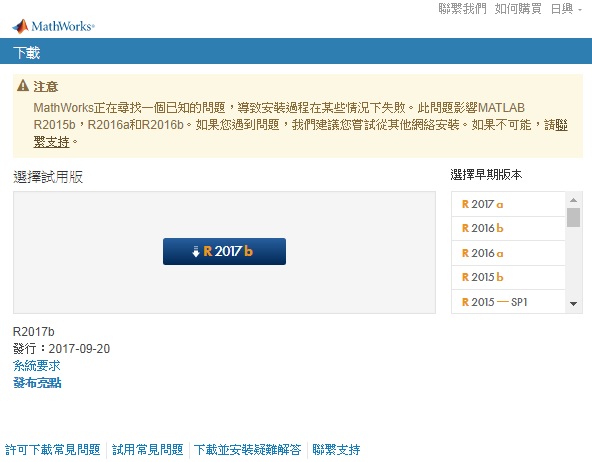 聯繫我們 如何購買 日興
MathWorks®
下載
注意
MathWorks正在尋找一個已知的問題，導致安裝過程在某些情況下失敗。此問題影響MATLAB
R2015b，R2016a和R2016b。如果您遇到問題，我們建議您嘗試從其他網絡安裝。如果不可能，請聯
繫支持。
選擇試用版
選擇早期版本
R2017b
R2017a
R2016b
R2016a
R2015b
R2015—SP1
R2017b
發行：2017-09-20
系統要求
發布亮點
許可下載常見問題 試用常見問題 下載並安裝疑難解答 聯繫支持